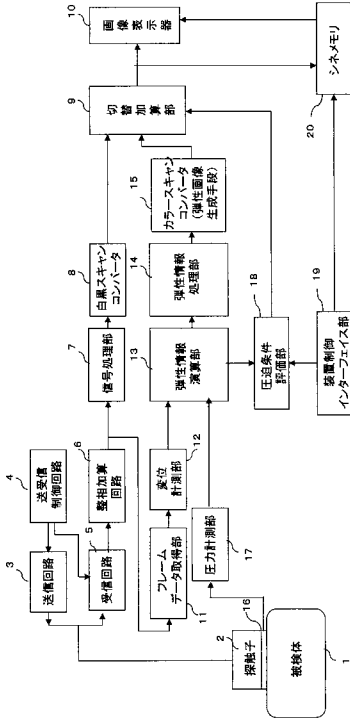 1
被検体
2
探触子
16
3
送信回路
4
送受信
制御回路
5
受信回路
6
整相加算
回路
7
信号処理部
8
白黒スキャン
コンバータ
9
切替加算部
10
画像表示器
11
フレーム
データ取得部
12
変位
計測部
13
弾性情報
演算部
14
弾性情報
処理部
15
カラースキャン
コンバータ
(弾性画像
生成手段)
17
圧力計測部
18
圧迫条件
評価部
19
装置制御
インターフェイス部
20
シネメモリ